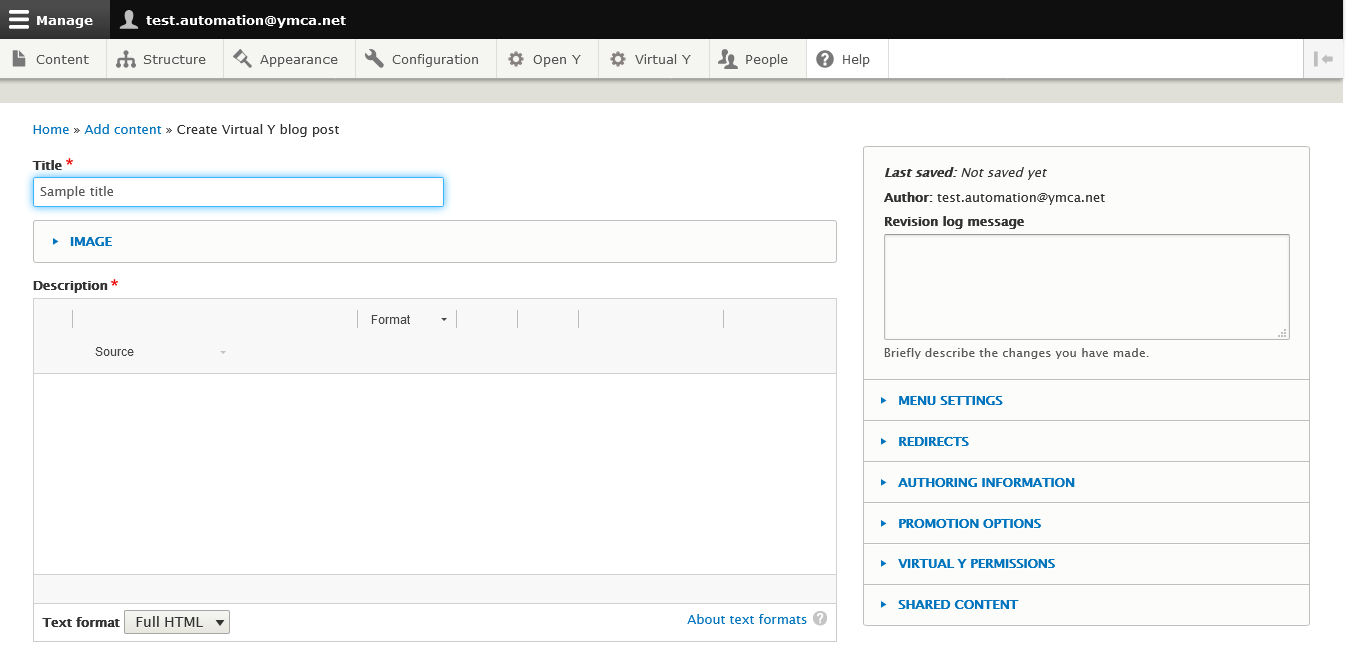 Manage test.automation@ymca.net
Content Structure Appearance Configuration Open Y Virtual Y People Help
Home » Add content » Create Virtual Y blog post
Title *
Sample title
IMAGE
Description *
Format
Source
Text format Full HTML About text formats
Last saved: Not saved yet
Author: test.automation@ymca.net
Revision log message
Briefly describe the changes you have made.
MENU SETTINGS
REDIRECTS
AUTHORING INFORMATION
PROMOTION OPTIONS
VIRTUAL Y PERMISSIONS
SHARED CONTENT